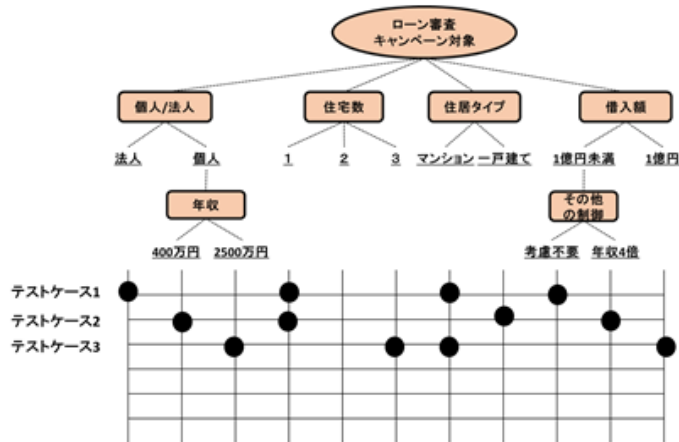 ローン審査
キャンペーン対象
個人/法人
住宅数
住居タイプ
借入額
法人
個人
1
2
3
マンション
一戸建て
1億円未満
1億円
年収
その他
の制御
400万円
2500万円
考慮不要
年収4倍
テストケース1
テストケース2
テストケース3